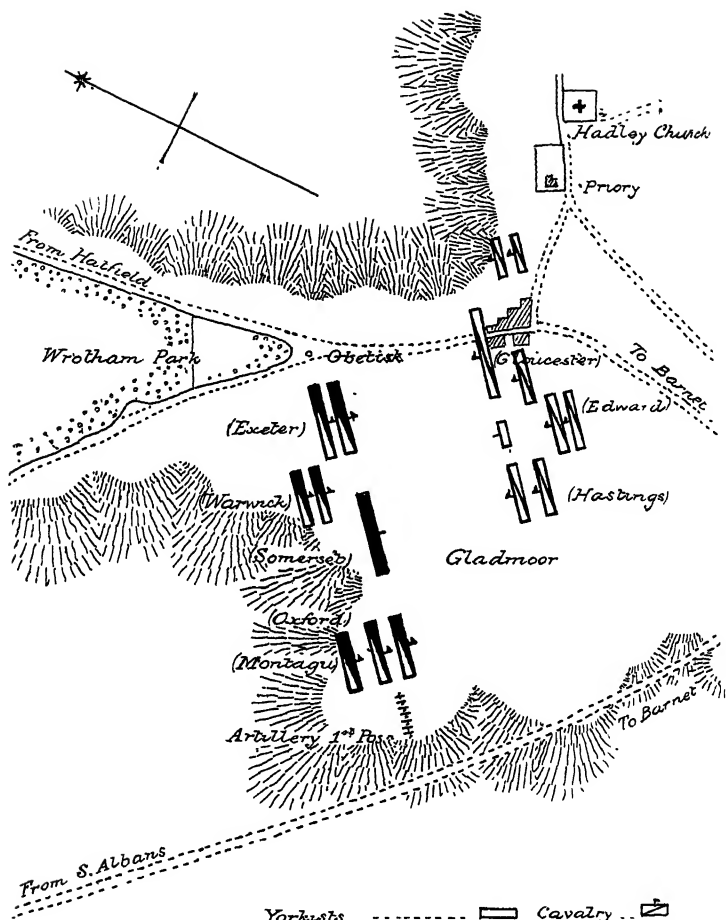 Hadley Church
Priory
From Hatfield
Wrotham Park
Obelisk
(Gloucester)
To Barnet
(Exeter)
(Edward)
(Warwick)
(Hastings)
(Somerset)
Gladmoor
(Oxford)
(Montagu)
To Barnet
Artillery 1st Posn
From S. Albans
Yorkists Cavalry